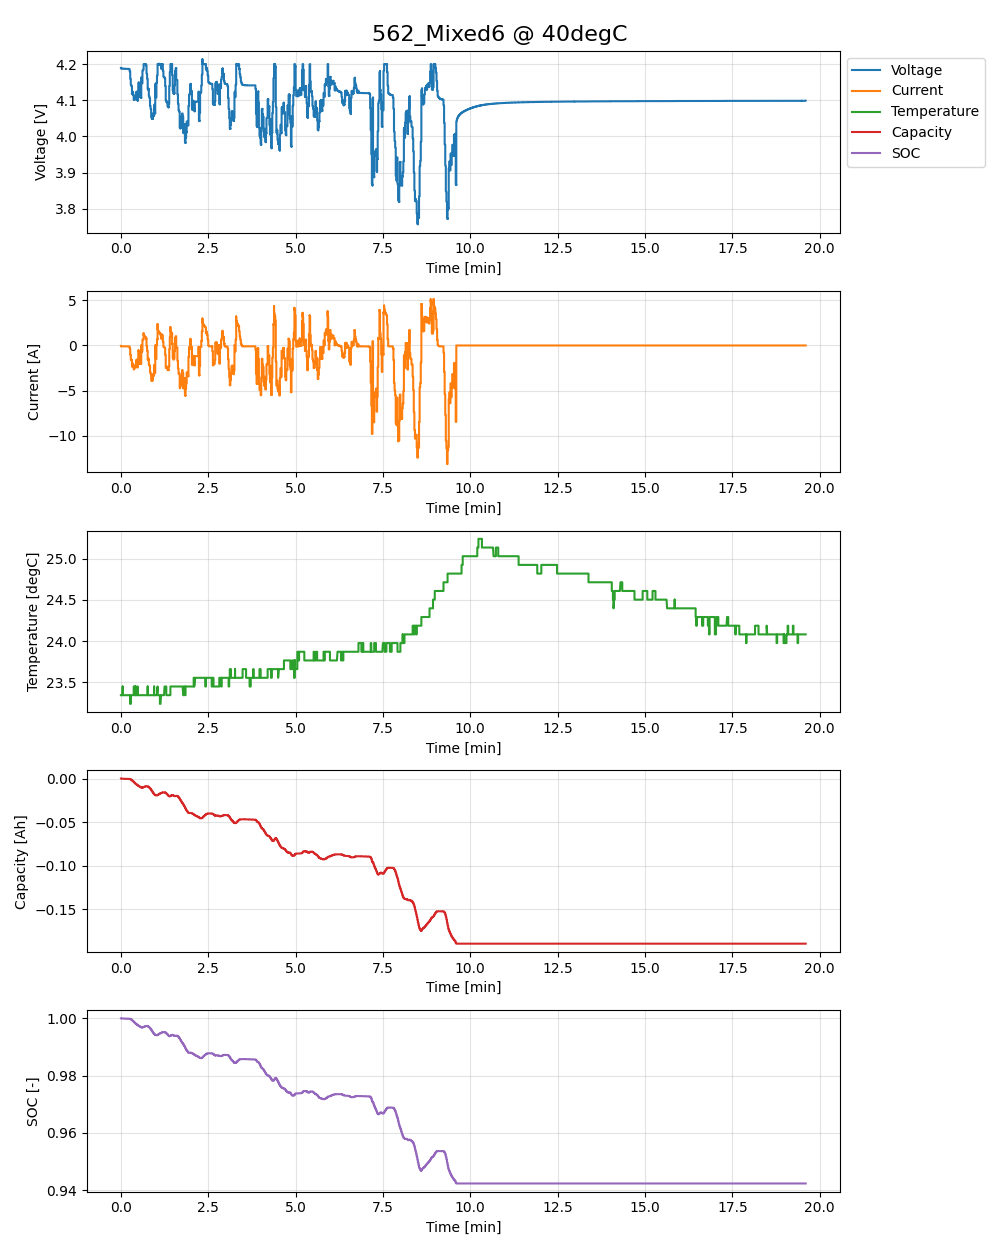 562_Mixed6 @ 40degC
4.2
4.1
4.0
3.9
3.8
Voltage [V]
0.0 2.5 5.0 7.5 10.0 12.5 15.0 17.5 20.0
Time [min]
Voltage
Current
Temperature
Capacity
SOC
5
0
−5
−10
Current [A]
0.0 2.5 5.0 7.5 10.0 12.5 15.0 17.5 20.0
Time [min]
25.0
24.5
24.0
23.5
Temperature [degC]
0.0 2.5 5.0 7.5 10.0 12.5 15.0 17.5 20.0
Time [min]
0.00
−0.05
−0.10
−0.15
Capacity [Ah]
0.0 2.5 5.0 7.5 10.0 12.5 15.0 17.5 20.0
Time [min]
1.00
0.98
0.96
0.94
SOC [-]
0.0 2.5 5.0 7.5 10.0 12.5 15.0 17.5 20.0
Time [min]